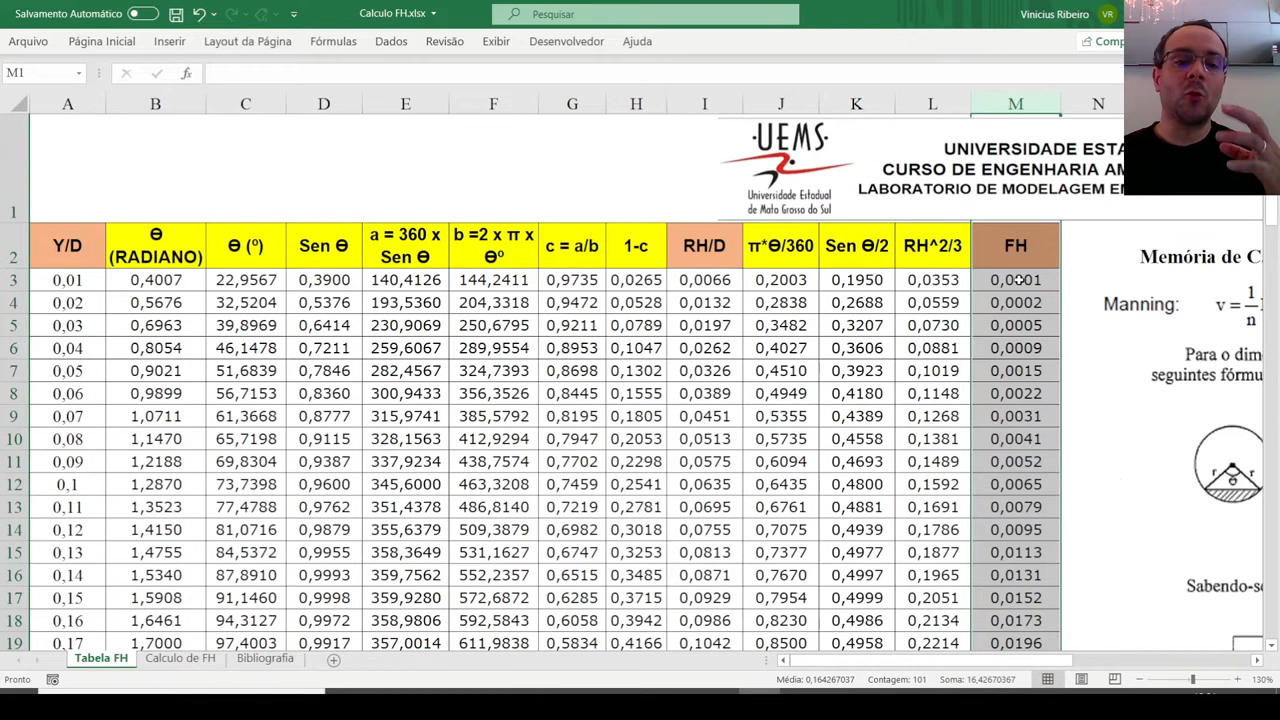 Salvamento Automático
Calculo FH.xlsx
Pesquisar
Vinicius Ribeiro
VR
Arquivo Página Inicial Inserir Layout da Página Fórmulas Dados Revisão Exibir Desenvolvedor Ajuda
M1
fx
A B C D E F G H I J K L M N
1
UEMS
Universidade Estadual
de Mato Grosso do Sul
UNIVERSIDADE ESTA
CURSO DE ENGENHARIA AM
LABORATORIO DE MODELAGEM EM
2 Y/D Ɵ (RADIANO) Ɵ (º) Sen Ɵ a = 360 x Sen Ɵ b =2 x π x Ɵº c = a/b 1-c RH/D π*Ɵ/360 Sen Ɵ/2 RH^2/3 FH
3 0,01 0,4007 22,9567 0,3900 140,4126 144,2411 0,9735 0,0265 0,0066 0,2003 0,1950 0,0353 0,0001
4 0,02 0,5676 32,5204 0,5376 193,5360 204,3318 0,9472 0,0528 0,0132 0,2838 0,2688 0,0559 0,0002
5 0,03 0,6963 39,8969 0,6414 230,9069 250,6795 0,9211 0,0789 0,0197 0,3482 0,3207 0,0730 0,0005
6 0,04 0,8054 46,1478 0,7211 259,6067 289,9554 0,8953 0,1047 0,0262 0,4027 0,3606 0,0881 0,0009
7 0,05 0,9021 51,6839 0,7846 282,4567 324,7393 0,8698 0,1302 0,0326 0,4510 0,3923 0,1019 0,0015
8 0,06 0,9899 56,7153 0,8360 300,9433 356,3526 0,8445 0,1555 0,0389 0,4949 0,4180 0,1148 0,0022
9 0,07 1,0711 61,3668 0,8777 315,9741 385,5792 0,8195 0,1805 0,0451 0,5355 0,4389 0,1268 0,0031
10 0,08 1,1470 65,7198 0,9115 328,1563 412,9294 0,7947 0,2053 0,0513 0,5735 0,4558 0,1381 0,0041
11 0,09 1,2188 69,8304 0,9387 337,9234 438,7574 0,7702 0,2298 0,0575 0,6094 0,4693 0,1489 0,0052
12 0,1 1,2870 73,7398 0,9600 345,6000 463,3208 0,7459 0,2541 0,0635 0,6435 0,4800 0,1592 0,0065
13 0,11 1,3523 77,4788 0,9762 351,4378 486,8140 0,7219 0,2781 0,0695 0,6761 0,4881 0,1691 0,0079
14 0,12 1,4150 81,0716 0,9879 355,6379 509,3879 0,6982 0,3018 0,0755 0,7075 0,4939 0,1786 0,0095
15 0,13 1,4755 84,5372 0,9955 358,3649 531,1627 0,6747 0,3253 0,0813 0,7377 0,4977 0,1877 0,0113
16 0,14 1,5340 87,8910 0,9993 359,7562 552,2357 0,6515 0,3485 0,0871 0,7670 0,4997 0,1965 0,0131
17 0,15 1,5908 91,1460 0,9998 359,9280 572,6872 0,6285 0,3715 0,0929 0,7954 0,4999 0,2051 0,0152
18 0,16 1,6461 94,3127 0,9972 358,9806 592,5843 0,6058 0,3942 0,0986 0,8230 0,4986 0,2134 0,0173
19 0,17 1,7000 97,4003 0,9917 357,0014 611,9838 0,5834 0,4166 0,1042 0,8500 0,4958 0,2214 0,0196
Memória de C
Manning: v = 1/n
Para o dime
seguintes fórmu
r r
Ɵ
Sabendo-se
Tabela FH Calculo de FH Bibliografia
Pronto
Média: 0,164267037 Contagem: 101 Soma: 16,42670367
130%